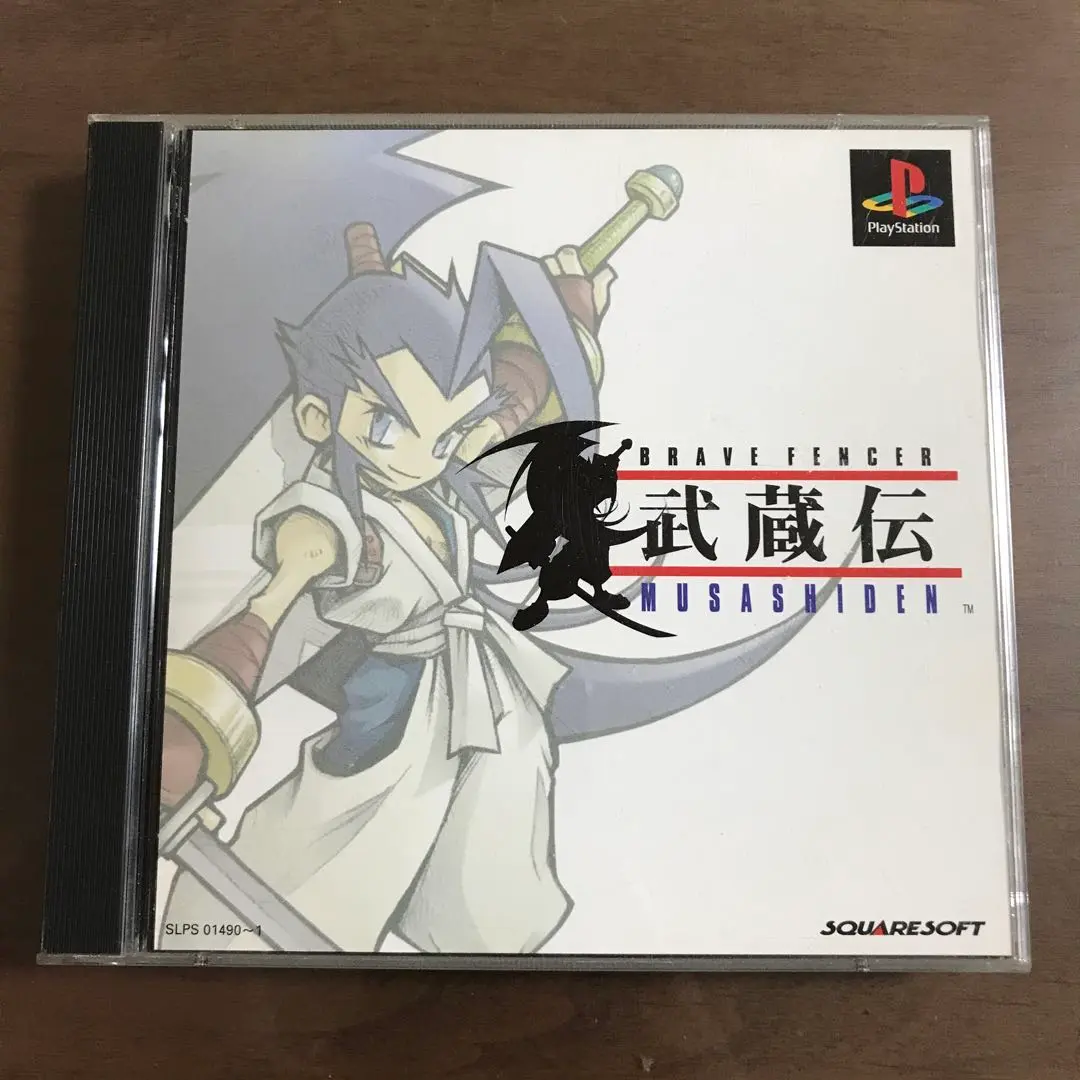 PlayStation
BRAVE FENCER
武蔵伝
MUSASHIDEN TM
SLPS 01490~1
SQUARESOFT